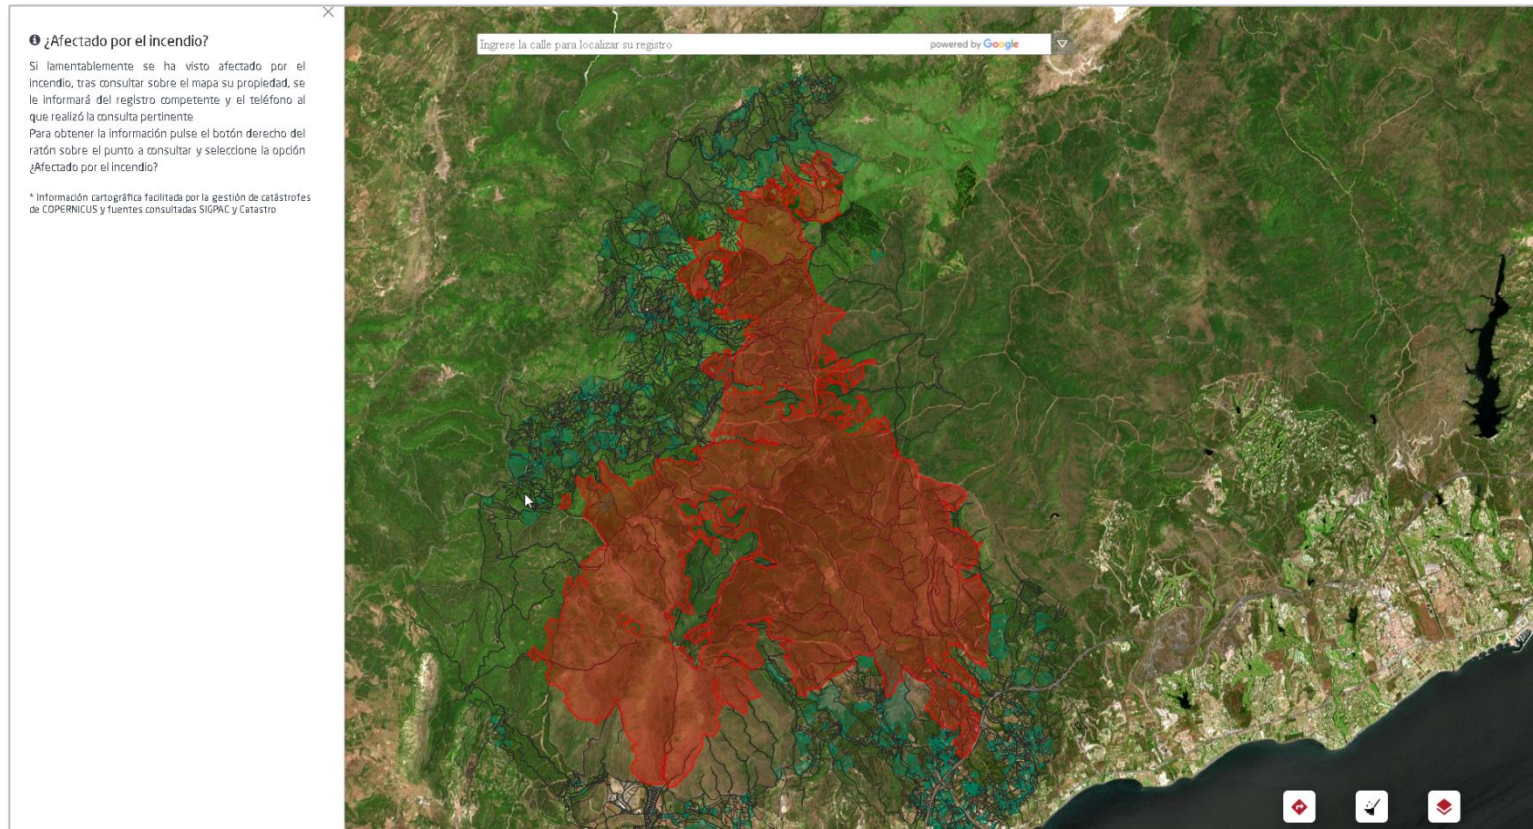 ¿Afectado por el incendio?
Si lamentablemente se ha visto afectado por el
incendio, tras consultar sobre el mapa su propiedad, se
le informará del registro competente y el teléfono al
que realizó la consulta pertinente
Para obtener la información pulse el botón derecho del
ratón sobre el punto a consultar y seleccione la opción
¿Afectado por el incendio?
* Información cartográfica facilitada por la gestión de catástrofes
de COPERNICUS y fuentes consultadas SIGPAC y Catastro
Ingrese la calle para localizar su registro
powered by Google